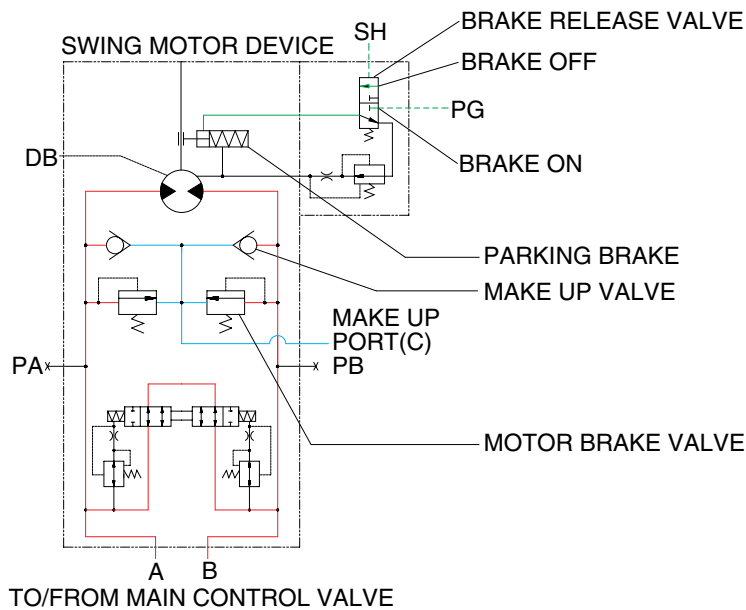 SH
BRAKE RELEASE VALVE
SWING MOTOR DEVICE
BRAKE OFF
PG
DB
BRAKE ON
PARKING BRAKE
MAKE UP VALVE
MAKE UP
PORT(C)
PA
PB
MOTOR BRAKE VALVE
A
B
TO/FROM MAIN CONTROL VALVE